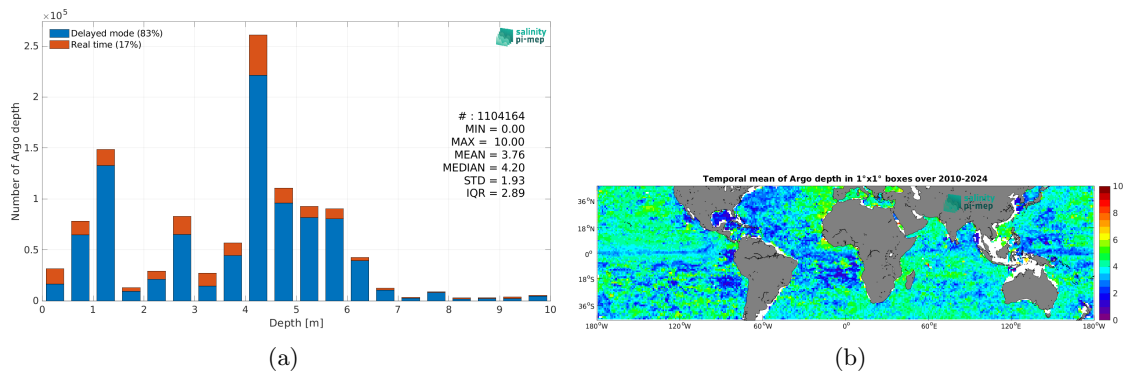 ×10⁵
Delayed mode (83%)
Real time (17%)
salinity
pi-mep
2.5
2
1.5
1
0.5
0
Number of Argo depth
# : 1104164
MIN = 0.00
MAX = 10.00
MEAN = 3.76
MEDIAN = 4.20
STD = 1.93
IQR = 2.89
0 1 2 3 4 5 6 7 8 9 10
Depth [m]
(a)
Temporal mean of Argo depth in 1°x1° boxes over 2010-2024
salinity
pi-mep
36°N
18°N
0°
18°S
36°S
180°W 120°W 60°W 0° 60°E 120°E 180°W
10
8
6
4
2
0
(b)